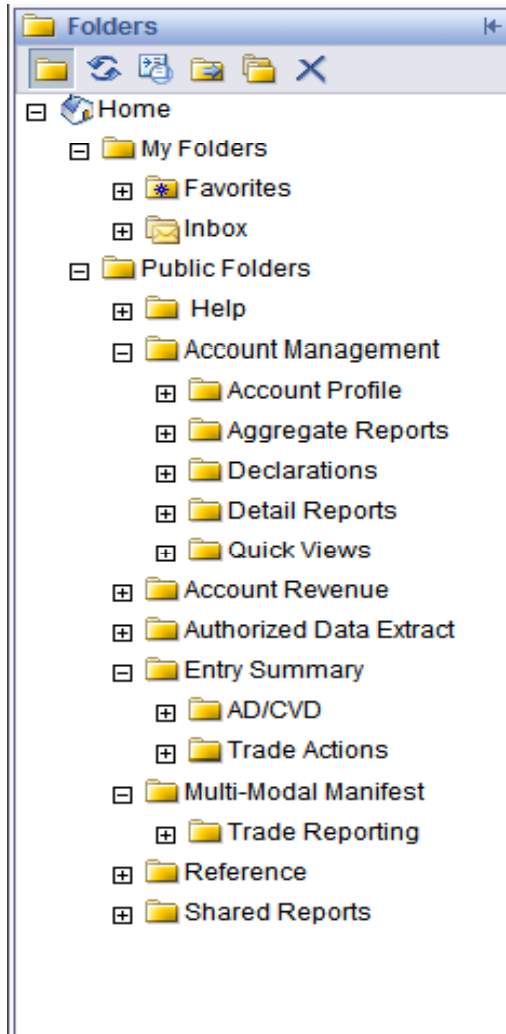 Folders
Home
My Folders
Favorites
Inbox
Public Folders
Help
Account Management
Account Profile
Aggregate Reports
Declarations
Detail Reports
Quick Views
Account Revenue
Authorized Data Extract
Entry Summary
AD/CVD
Trade Actions
Multi-Modal Manifest
Trade Reporting
Reference
Shared Reports